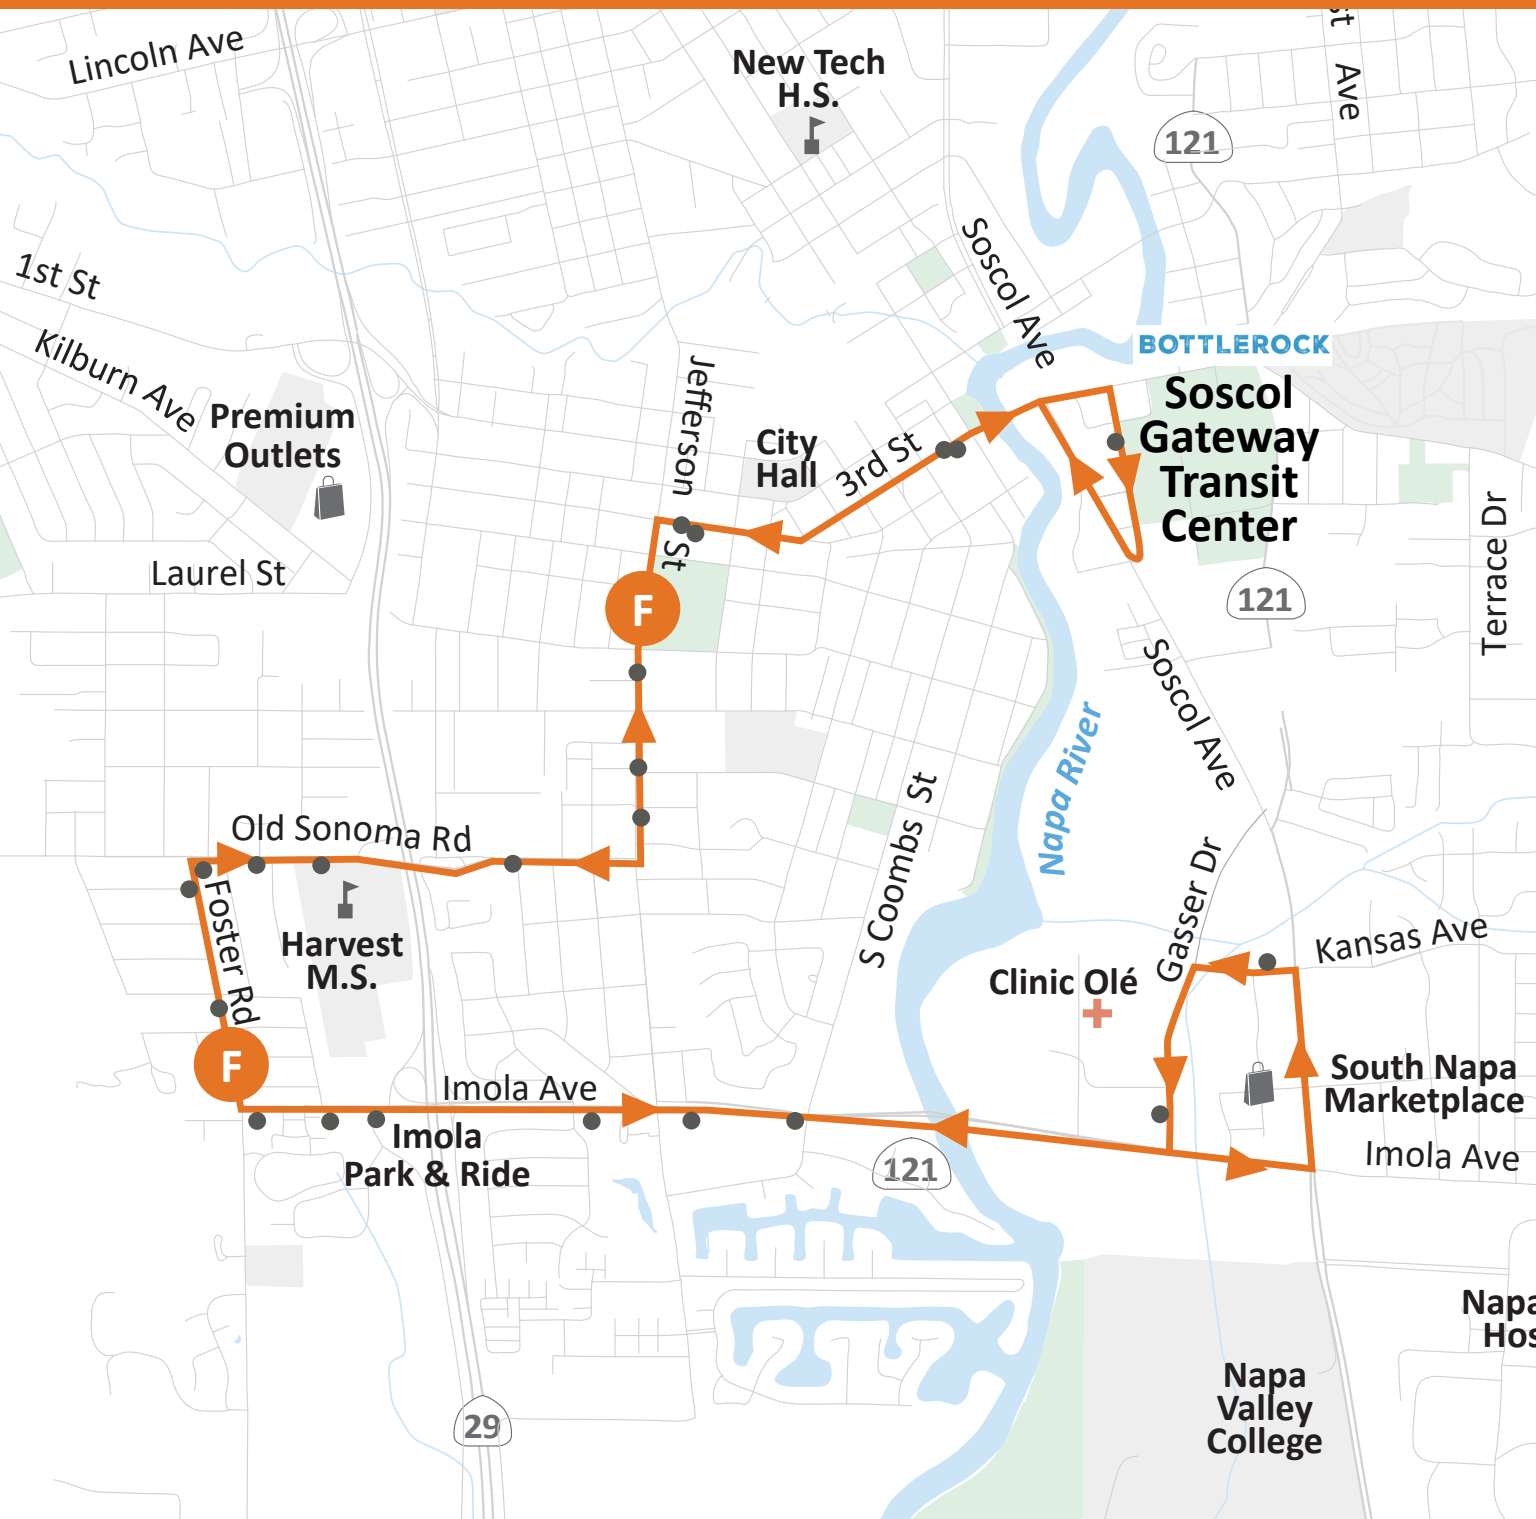 Lincoln Ave
New Tech
H.S.
st Ave
121
1st St
Soscol Ave
Kilburn Ave
BOTTLEROCK
Soscol
Gateway
Transit
Center
Jefferson St
Premium
Outlets
City
Hall
3rd St
Laurel St
121
Terrace Dr
F
Soscol Ave
Napa River
Old Sonoma Rd
S Coombs St
Gasser Dr
Foster Rd
Harvest
M.S.
Kansas Ave
Clinic Olé
F
Imola Ave
South Napa
Marketplace
Imola
Park & Ride
Imola Ave
121
Napa
Hos
29
Napa
Valley
College